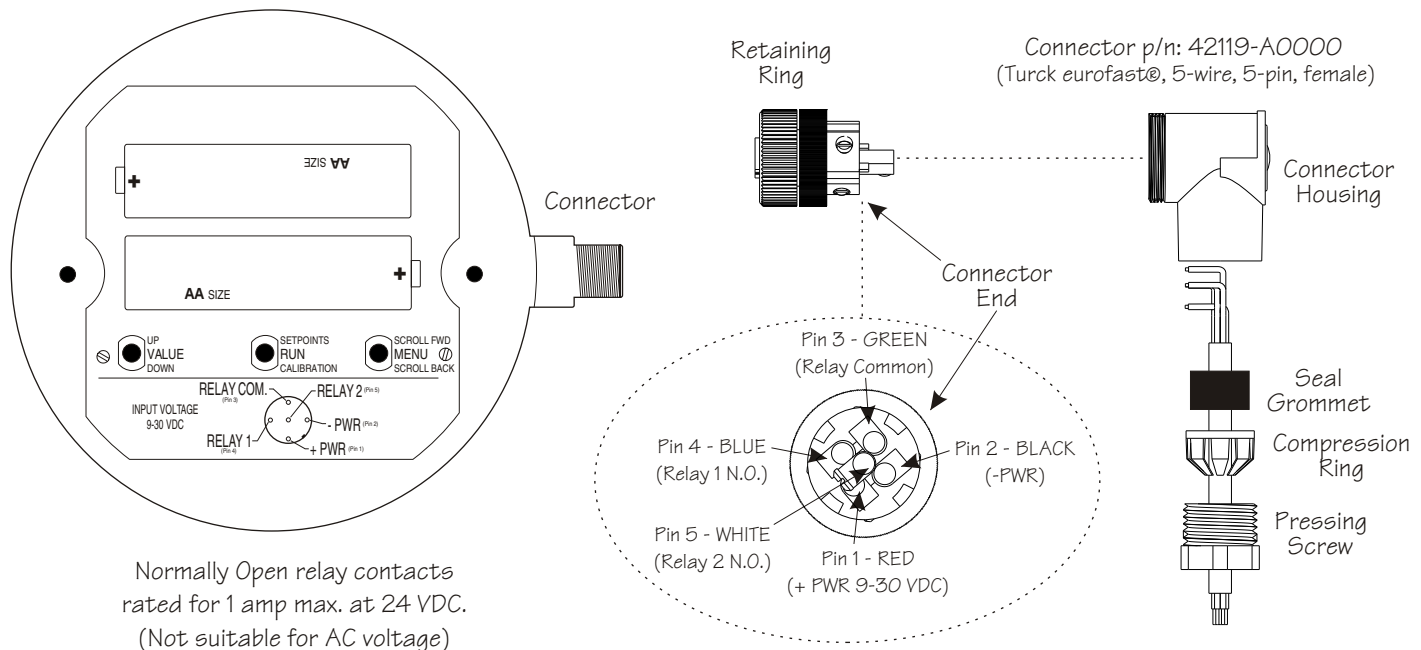 AA SIZE
+
AA SIZE
+
UP
VALUE
DOWN
SETPOINTS
RUN
CALIBRATION
SCROLL FWD
MENU
SCROLL BACK
RELAY COM.
(Pin 3)
RELAY 2 (Pin 5)
INPUT VOLTAGE
9-30 VDC
- PWR (Pin 2)
RELAY 1
(Pin 4)
+ PWR (Pin 1)
Connector
Normally Open relay contacts
rated for 1 amp max. at 24 VDC.
(Not suitable for AC voltage)
Retaining
Ring
Connector p/n: 42119-A0000
(Turck eurofast®, 5-wire, 5-pin, female)
Connector
Housing
Connector
End
Pin 3 - GREEN
(Relay Common)
Pin 4 - BLUE
(Relay 1 N.O.)
Pin 2 - BLACK
(-PWR)
Pin 5 - WHITE
(Relay 2 N.O.)
Pin 1 - RED
(+ PWR 9-30 VDC)
Seal
Grommet
Compression
Ring
Pressing
Screw